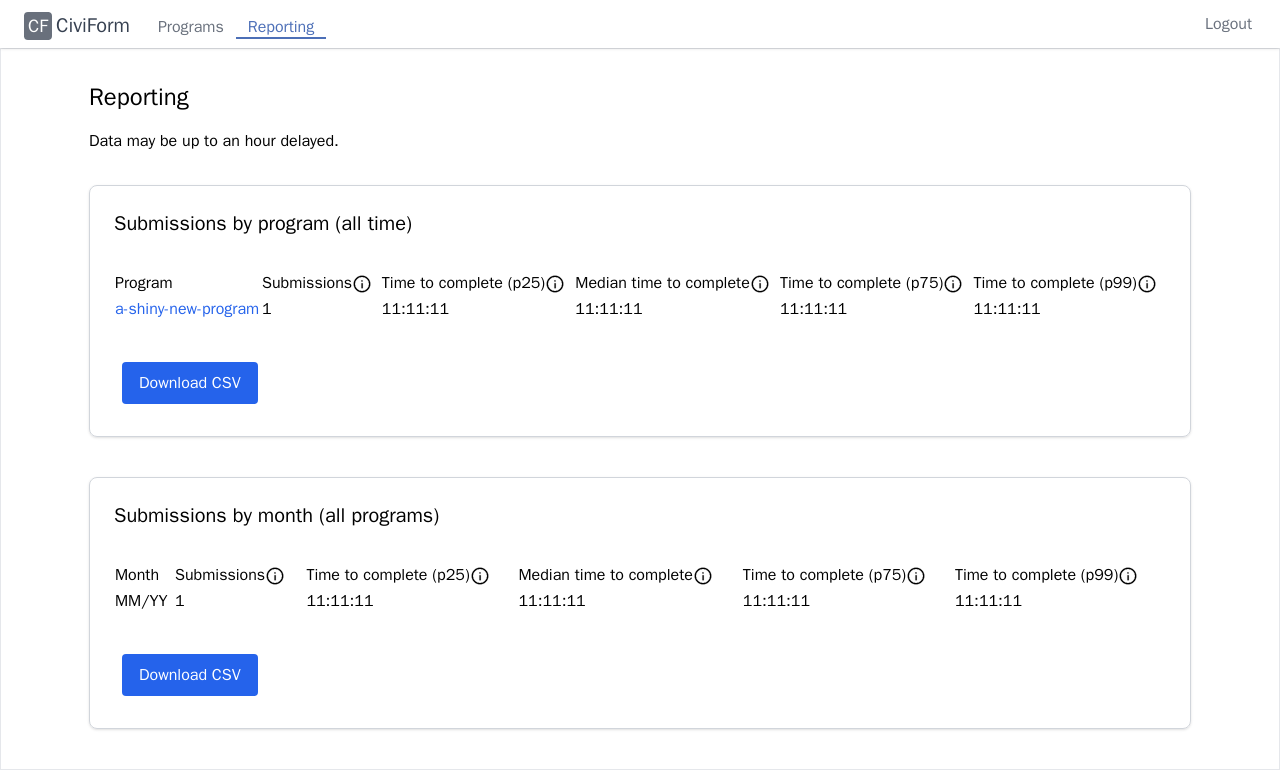 CF CiviForm Programs Reporting Logout
Reporting
Data may be up to an hour delayed.
Submissions by program (all time)
Program Submissions Time to complete (p25) Median time to complete Time to complete (p75) Time to complete (p99)
a-shiny-new-program 1 11:11:11 11:11:11 11:11:11 11:11:11
Download CSV
Submissions by month (all programs)
Month Submissions Time to complete (p25) Median time to complete Time to complete (p75) Time to complete (p99)
MM/YY 1 11:11:11 11:11:11 11:11:11 11:11:11
Download CSV